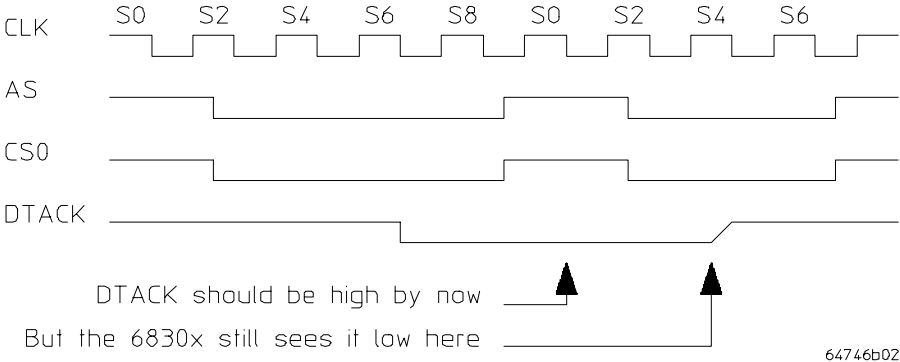 S0 S2 S4 S6 S8 S0 S2 S4 S6
CLK
AS
CS0
DTACK
DTACK should be high by now
But the 6830x still sees it low here
64746b02